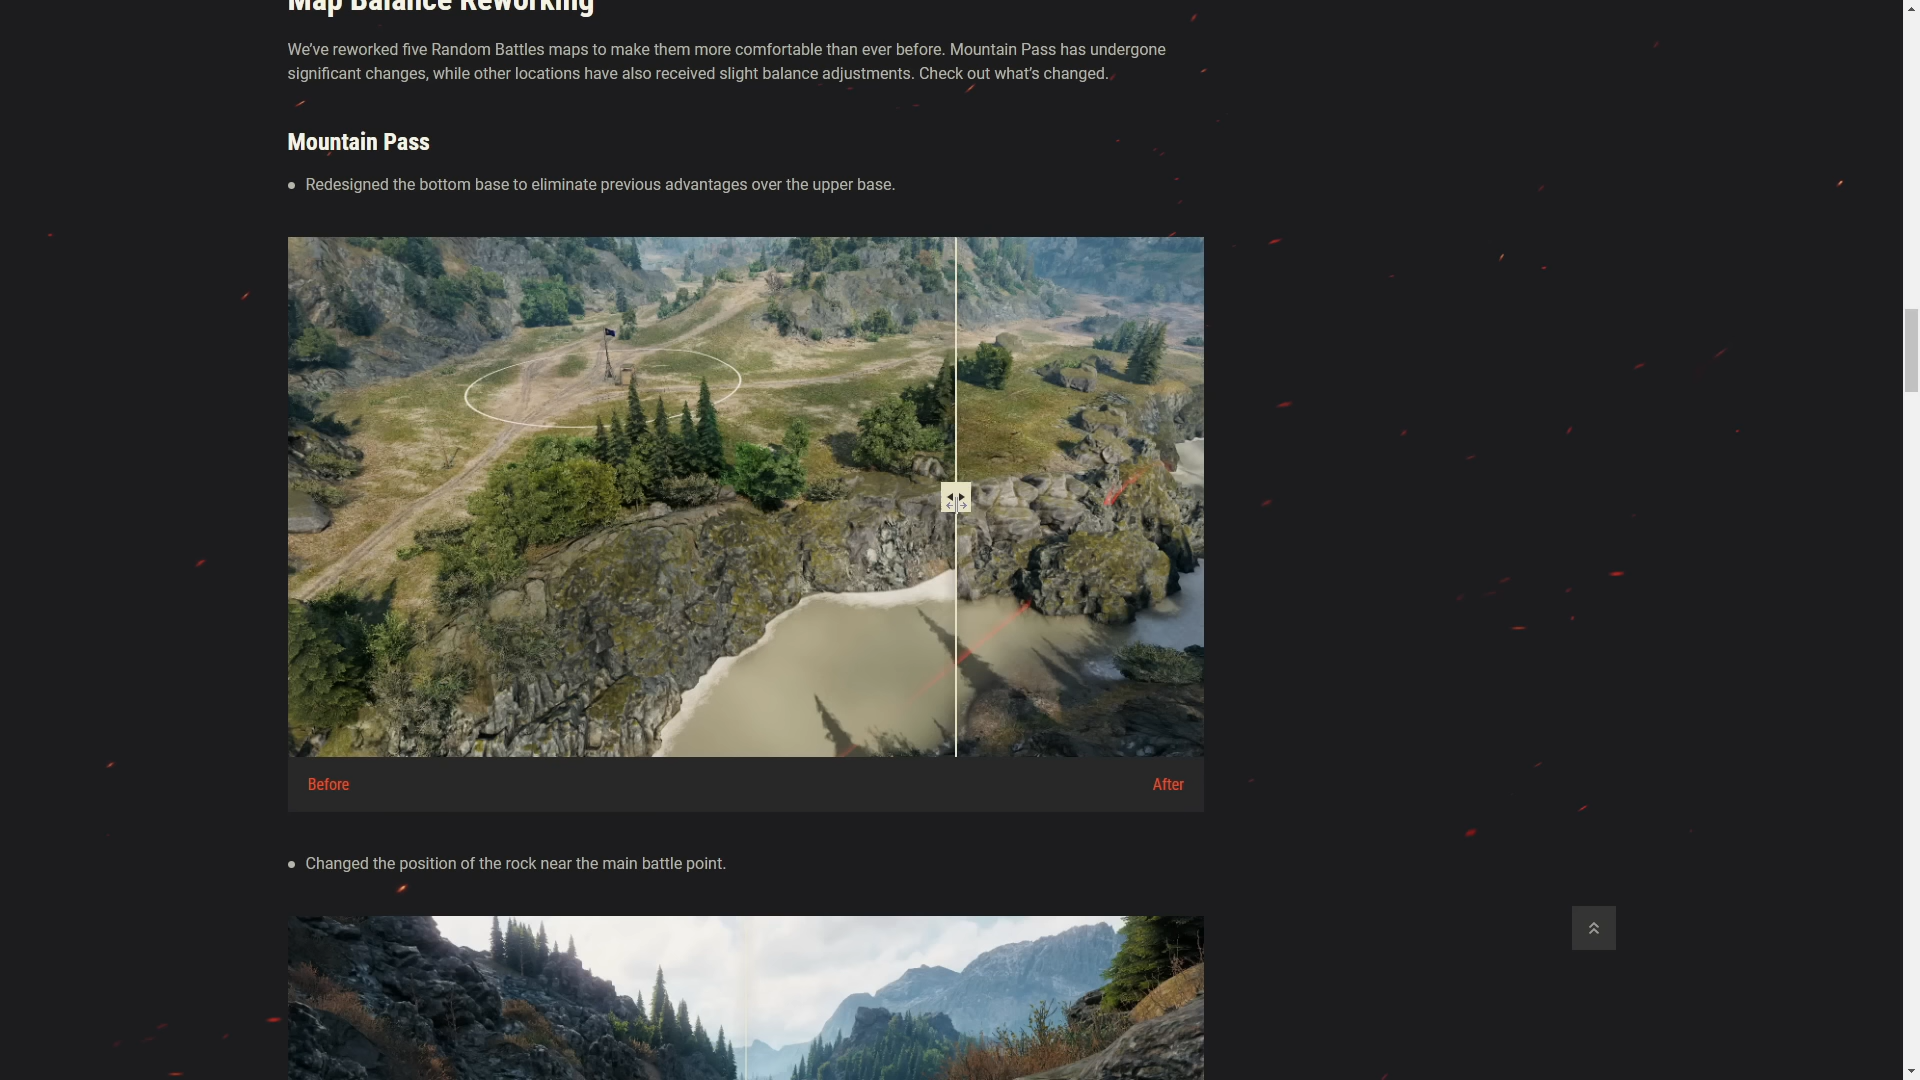 Map Balance Reworking
We’ve reworked five Random Battles maps to make them more comfortable than ever before. Mountain Pass has undergone
significant changes, while other locations have also received slight balance adjustments. Check out what’s changed.
Mountain Pass
Redesigned the bottom base to eliminate previous advantages over the upper base.
Before
After
Changed the position of the rock near the main battle point.